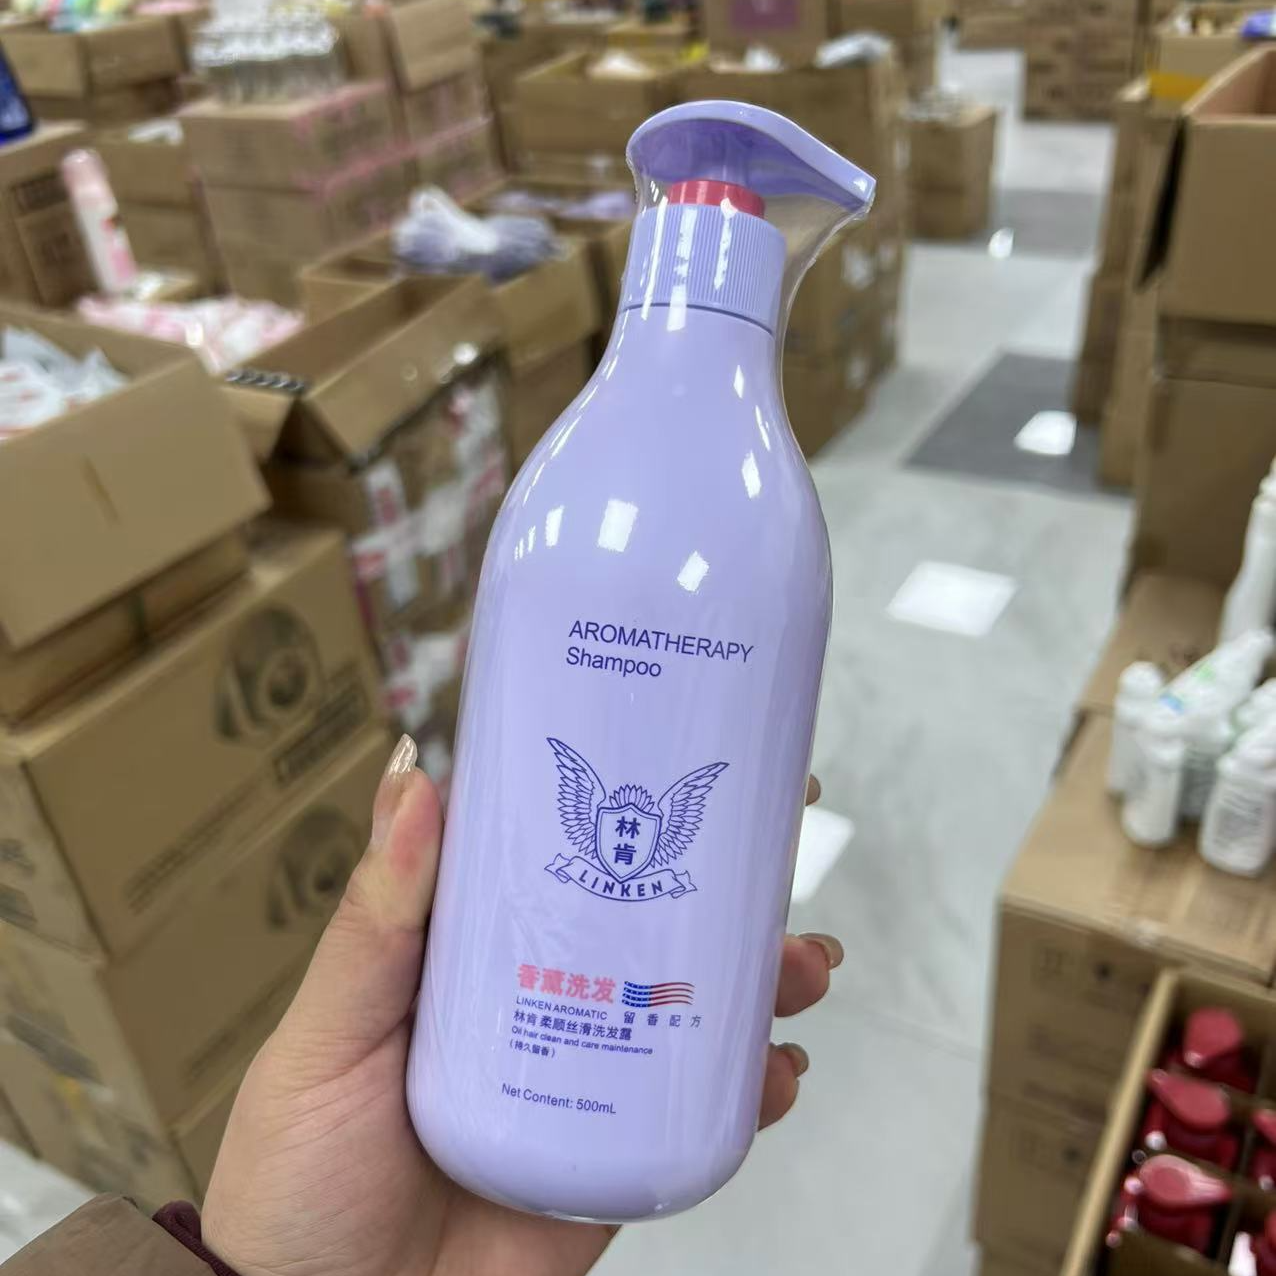 AROMATHERAPY
Shampoo
林
肯
LINKEN
香薰洗发
LINKEN AROMATIC 留香配方
林肯柔顺丝滑洗发露
Oil hair clean and care maintenance
(持久留香)
Net Content: 500mL